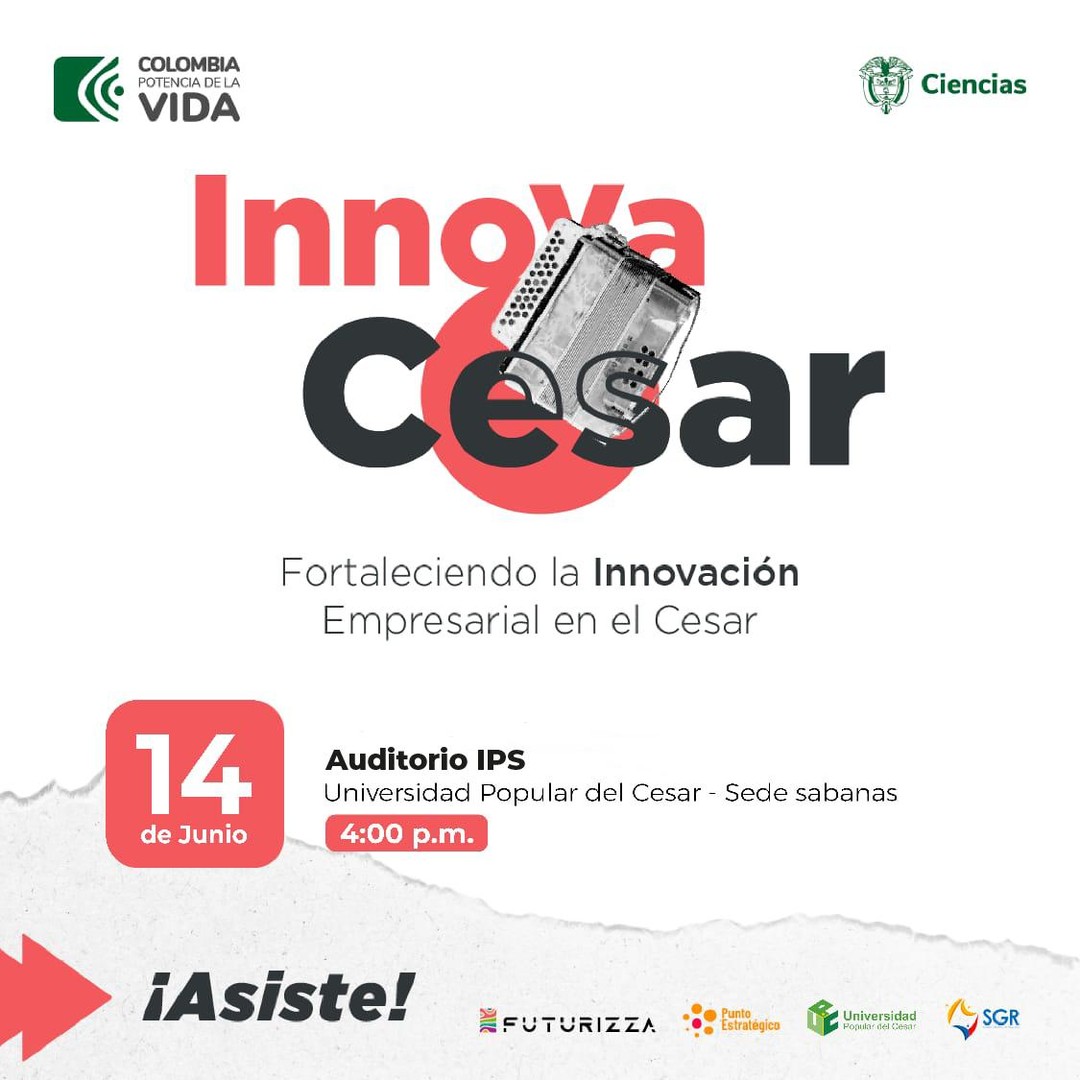 COLOMBIA
POTENCIA DE LA
VIDA
Ciencias
Innova
Cesar
Fortaleciendo la Innovación
Empresarial en el Cesar
14
de Junio
Auditorio IPS
Universidad Popular del Cesar - Sede sabanas
4:00 p.m.
¡Asiste!
FUTURIZZA
Punto
Estratégico
Universidad
Popular del Cesar
SGR